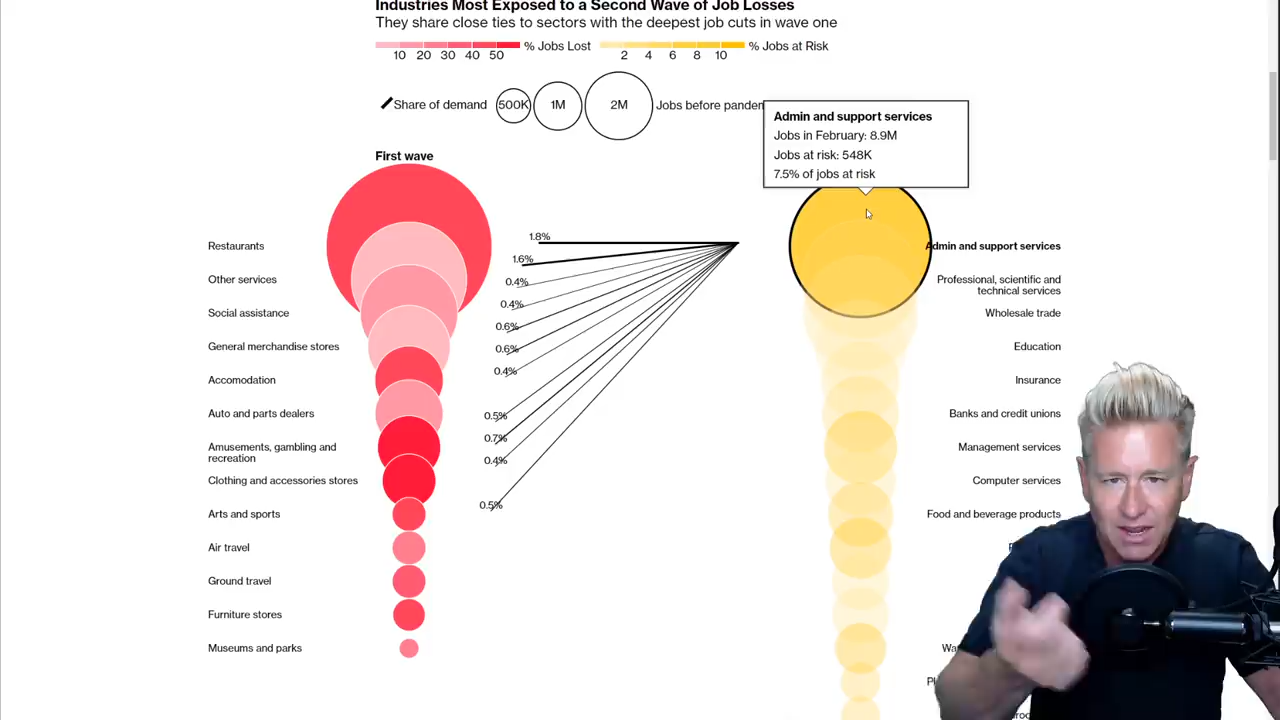 Industries Most Exposed to a Second Wave of Job Losses
They share close ties to sectors with the deepest job cuts in wave one
% Jobs Lost
10 20 30 40 50
% Jobs at Risk
2 4 6 8 10
Share of demand
500K 1M 2M Jobs before
Admin and support services
Jobs in February: 8.9M
Jobs at risk: 548K
7.5% of jobs at risk
First wave
Restaurants
Other services
Social assistance
General merchandise stores
Accomodation
Auto and parts dealers
Amusements, gambling and
recreation
Clothing and accessories stores
Arts and sports
Air travel
Ground travel
Furniture stores
Museums and parks
1.8%
1.6%
0.4%
0.4%
0.6%
0.6%
0.4%
0.5%
0.7%
0.4%
0.5%
Admin and support services
Professional, scientific and
technical services
Wholesale trade
Education
Insurance
Banks and credit unions
Management services
Computer services
Food and beverage products